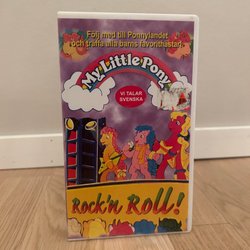 Följ med till Ponnylandet
och träffa alla barns favorithästar!
My Little Pony
VI TALAR
SVENSKA
Rock'n Roll!